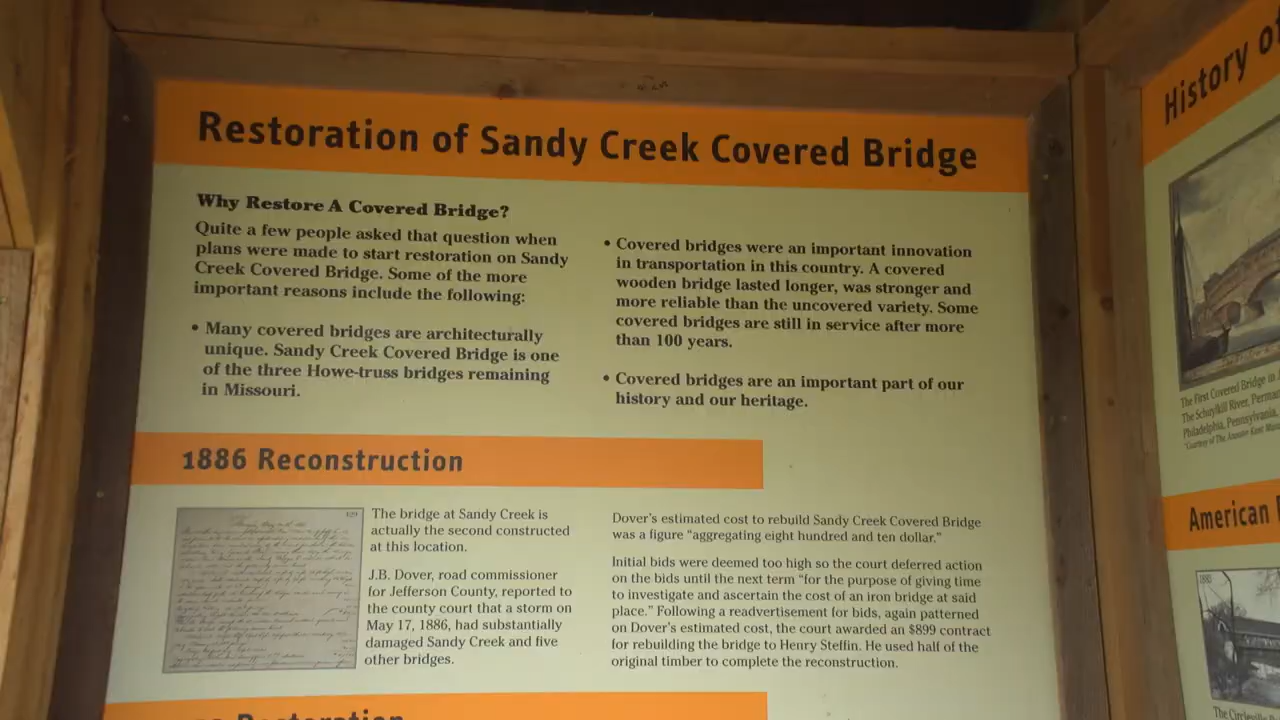 Restoration of Sandy Creek Covered Bridge
Why Restore A Covered Bridge?
Quite a few people asked that question when
plans were made to start restoration on Sandy
Creek Covered Bridge. Some of the more
important reasons include the following:
• Many covered bridges are architecturally
unique. Sandy Creek Covered Bridge is one
of the three Howe-truss bridges remaining
in Missouri.
• Covered bridges were an important innovation
in transportation in this country. A covered
wooden bridge lasted longer, was stronger and
more reliable than the uncovered variety. Some
covered bridges are still in service after more
than 100 years.
• Covered bridges are an important part of our
history and our heritage.
1886 Reconstruction
The bridge at Sandy Creek is
actually the second constructed
at this location.
J.B. Dover, road commissioner
for Jefferson County, reported to
the county court that a storm on
May 17, 1886, had substantially
damaged Sandy Creek and five
other bridges.
Dover's estimated cost to rebuild Sandy Creek Covered Bridge
was a figure "aggregating eight hundred and ten dollar."
Initial bids were deemed too high so the court deferred action
on the bids until the next term "for the purpose of giving time
to investigate and ascertain the cost of an iron bridge at said
place." Following a readvertisement for bids, again patterned
on Dover's estimated cost, the court awarded an $899 contract
for rebuilding the bridge to Henry Steffin. He used half of the
original timber to complete the reconstruction.
Restoration
History of
The First Covered Bridge in
The Schuylkill River, Perma
Philadelphia, Pennsylvania,
American
The Circleville